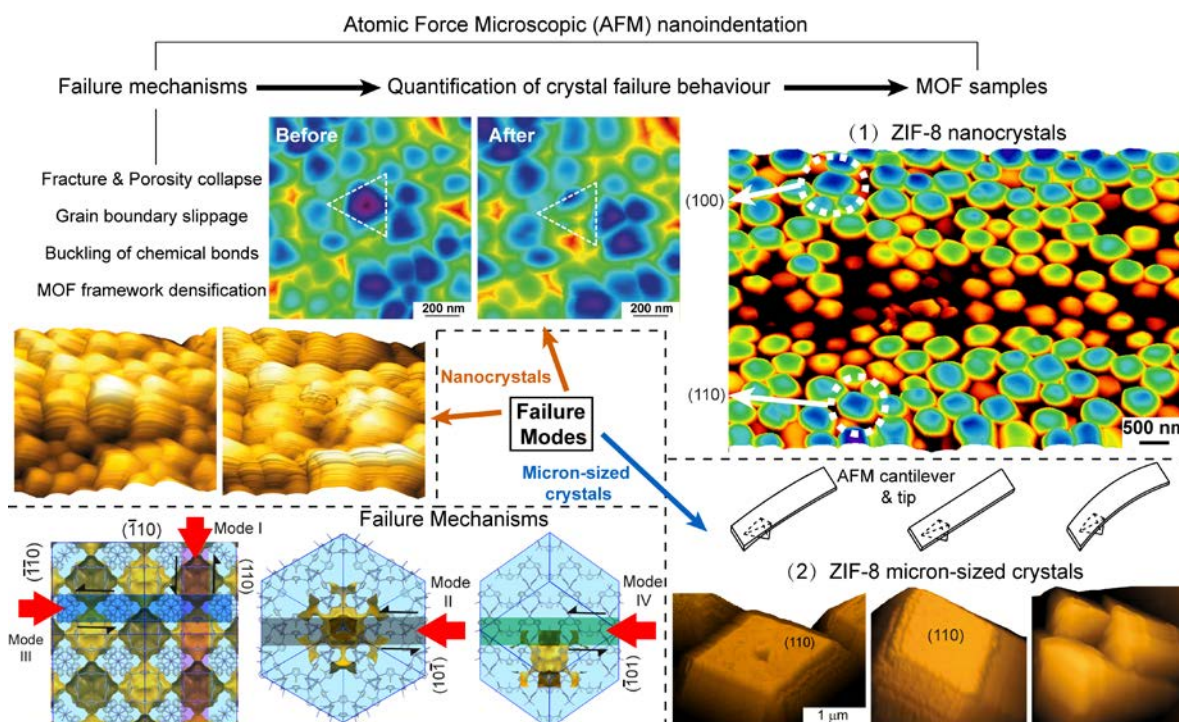 Atomic Force Microscopic (AFM) nanoindentation
Failure mechanisms
Quantification of crystal failure behaviour
MOF samples
Fracture & Porosity collapse
Grain boundary slippage
Buckling of chemical bonds
MOF framework densification
Before
200 nm
After
200 nm
(1) ZIF-8 nanocrystals
(100)
(110)
500 nm
Nanocrystals
Failure
Modes
Micron-sized
crystals
AFM cantilever
& tip
(2) ZIF-8 micron-sized crystals
(110)
(110)
1 μm
Failure Mechanisms
(1̄10)
Mode I
(1̄1̄0)
(110)
Mode
III
Mode
II
(101̄)
Mode
IV
(1̄01)